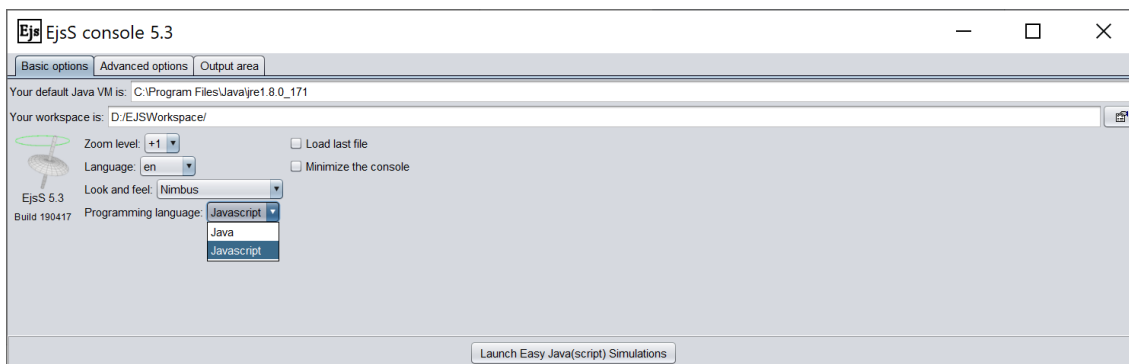 Ejs EjsS console 5.3
Basic options Advanced options Output area
Your default Java VM is: C:\Program Files\Java\jre1.8.0_171
Your workspace is: D:/EJSWorkspace/
Zoom level: +1 Load last file
Language: en Minimize the console
Look and feel: Nimbus
EjsS 5.3
Programming language: Javascript
Build 190417
Java
Javascript
Launch Easy Java(script) Simulations